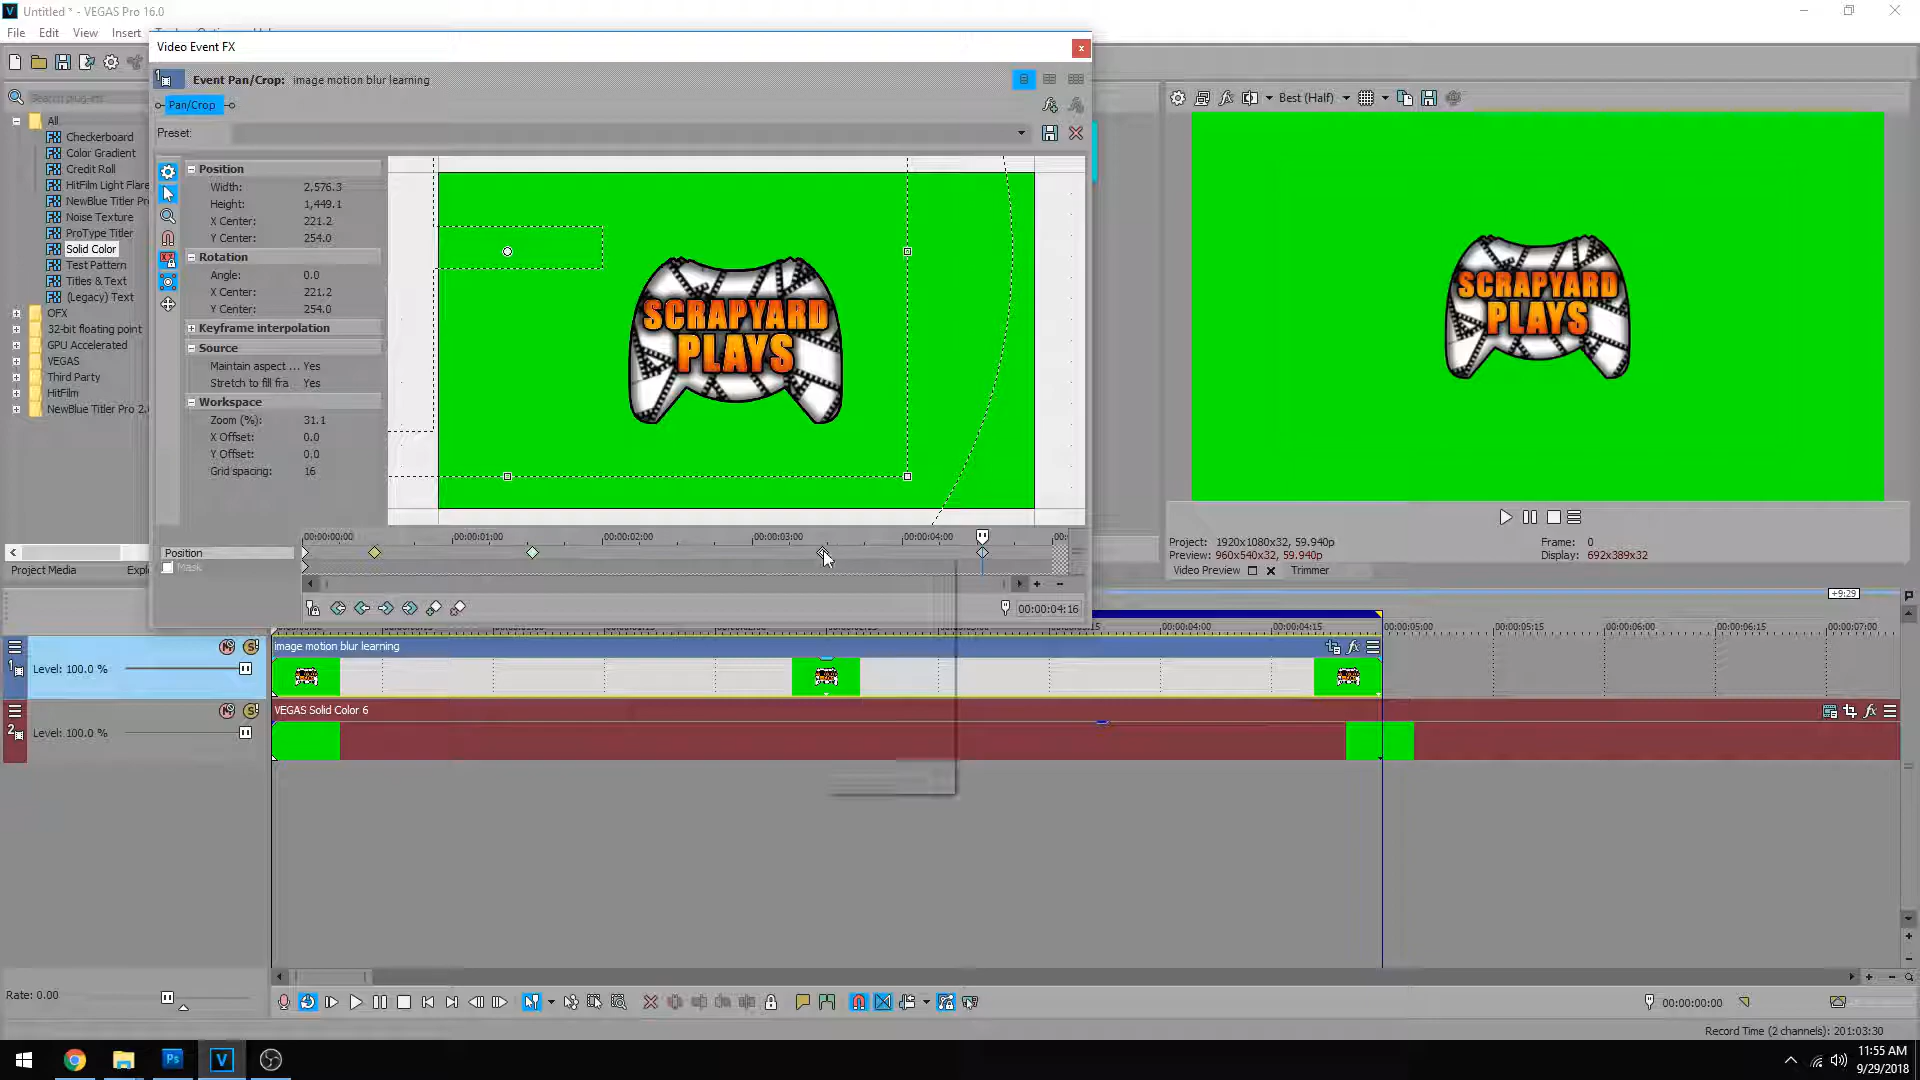 Untitled * - VEGAS Pro 16.0
File Edit View Insert
Video Event FX
Event Pan/Crop: image motion blur learning
Pan/Crop
Preset:
Search plug-ins
All
Checkerboard
Color Gradient
Credit Roll
HitFilm Light Flare
NewBlue Titler Pr
Noise Texture
ProType Titler
Solid Color
Test Pattern
Titles & Text
(Legacy) Text
OFX
32-bit floating point
GPU Accelerated
VEGAS
Third Party
HitFilm
NewBlue Titler Pro 2.
Project Media Expl
Position
Width: 2,576.3
Height: 1,449.1
X Center: 221.2
Y Center: 254.0
Rotation
Angle: 0.0
X Center: 221.2
Y Center: 254.0
Keyframe interpolation
Source
Maintain aspect ... Yes
Stretch to fill fra Yes
Workspace
Zoom (%): 31.1
X Offset: 0.0
Y Offset: 0.0
Grid spacing: 16
SCRAPYARD
PLAYS
00:00:00:00 00:00:01:00 00:00:02:00 00:00:03:00 00:00:04:00 00:
Position
Mask
00:00:04:16
Best (Half)
SCRAPYARD
PLAYS
Project: 1920x1080x32, 59.940p
Preview: 960x540x32, 59.940p
Frame: 0
Display: 692x389x32
Video Preview Trimmer
+9:29
00:00:04:00 00:00:04:15 00:00:05:00 00:00:05:15 00:00:06:00 00:00:06:15 00:00:07:00
1
Level: 100.0 %
image motion blur learning
2
Level: 100.0 %
VEGAS Solid Color 6
Rate: 0.00
00:00:00:00
Record Time (2 channels): 201:03:30
Ps
V
11:55 AM
9/29/2018